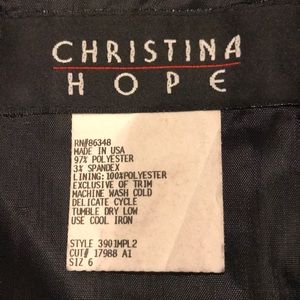 CHRISTINA
HOPE
RN#86348
MADE IN USA
97% POLYESTER
3% SPANDEX
LINING: 100%POLYESTER
EXCLUSIVE OF TRIM
MACHINE WASH COLD
DELICATE CYCLE
TUMBLE DRY LOW
USE COOL IRON
STYLE 3901MPL2
CUT# 17988 A1
SIZE 6